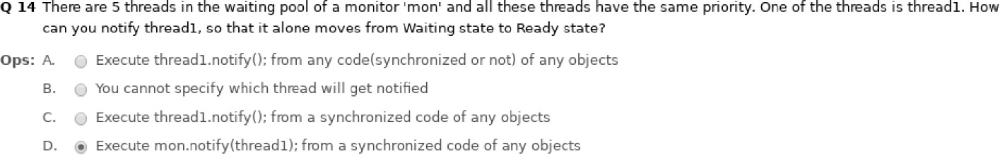 Q 14 There are 5 threads in the waiting pool of a monitor 'mon' and all these threads have the same priority. One of the threads is thread1. How
can you notify thread1, so that it alone moves from Waiting state to Ready state?
Ops: A. Execute thread1.notify(); from any code(synchronized or not) of any objects
B. You cannot specify which thread will get notified
C. Execute thread1.notify(); from a synchronized code of any objects
D. Execute mon.notify(thread1); from a synchronized code of any objects